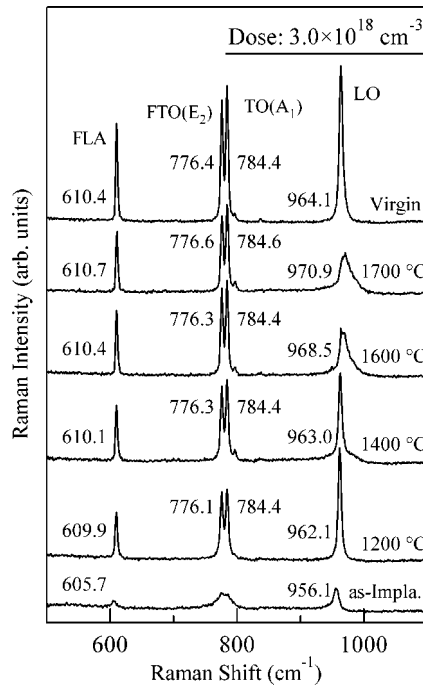 Dose: 3.0×10¹⁸ cm⁻³
FLA FTO(E₂) TO(A₁) LO
610.4 776.4 784.4 964.1 Virgin
610.7 776.6 784.6 970.9 1700 °C
610.4 776.3 784.4 968.5 1600 °C
610.1 776.3 784.4 963.0 1400 °C
609.9 776.1 784.4 962.1 1200 °C
605.7 956.1 as-Impla.
600 800 1000
Raman Shift (cm⁻¹)
Raman Intensity (arb. units)